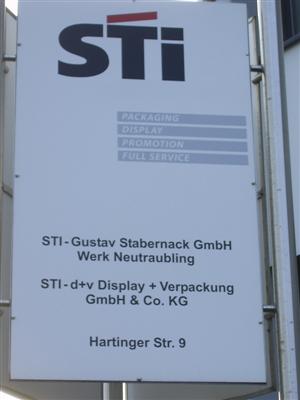 STi
PACKAGING
DISPLAY
PROMOTION
FULL SERVICE
STI - Gustav Stabernack GmbH
Werk Neutraubling
STI - d+v Display + Verpackung
GmbH & Co. KG
Hartinger Str. 9